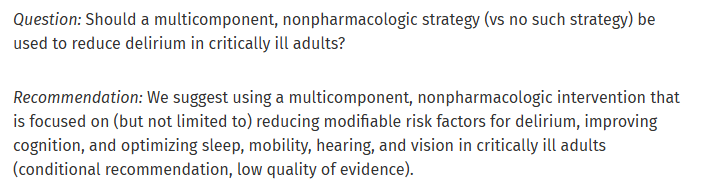 Question: Should a multicomponent, nonpharmacologic strategy (vs no such strategy) be
used to reduce delirium in critically ill adults?
Recommendation: We suggest using a multicomponent, nonpharmacologic intervention that
is focused on (but not limited to) reducing modifiable risk factors for delirium, improving
cognition, and optimizing sleep, mobility, hearing, and vision in critically ill adults
(conditional recommendation, low quality of evidence).